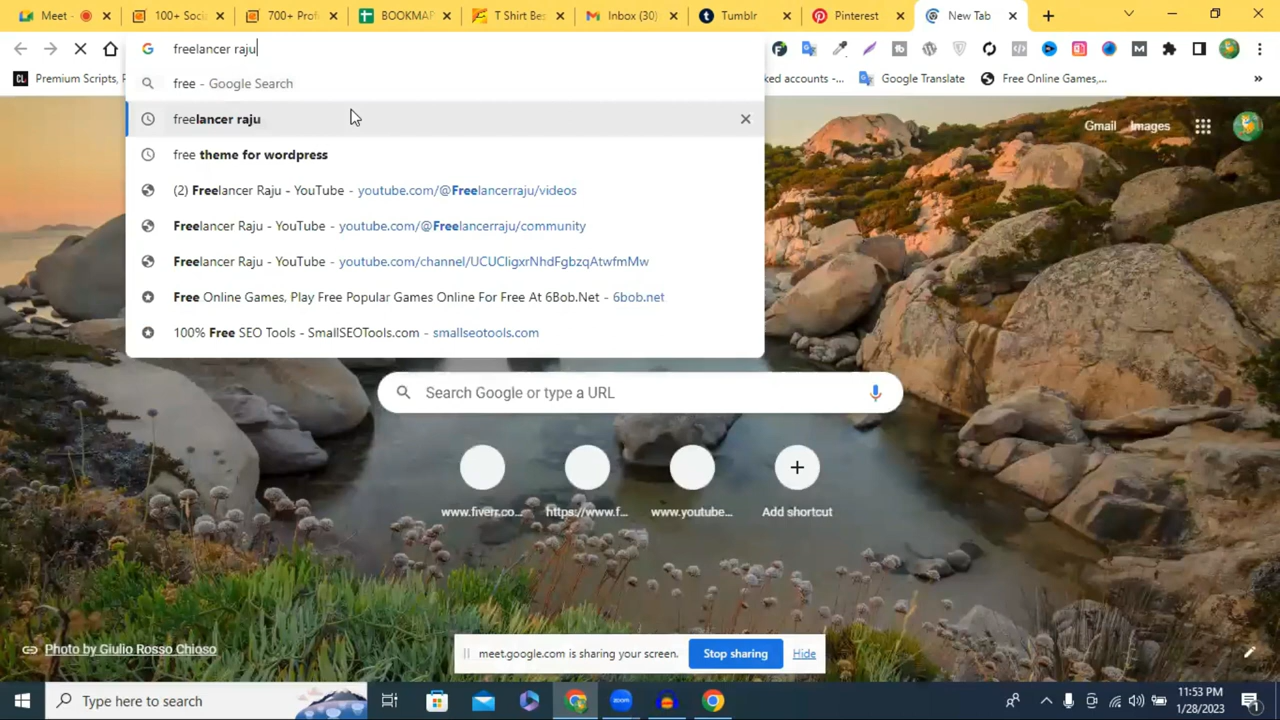 Meet -
100+ Soci
700+ Profi
BOOKMAR
T Shirt Bes
Inbox (30)
Tumblr
Pinterest
New Tab
freelancer raju
Premium Scripts, P
ked accounts -...
Google Translate
Free Online Games,...
»
free - Google Search
freelancer raju
free theme for wordpress
(2) Freelancer Raju - YouTube - youtube.com/@Freelancerraju/videos
Freelancer Raju - YouTube - youtube.com/@Freelancerraju/community
Freelancer Raju - YouTube - youtube.com/channel/UCUCligxrNhdFgbzqAtwfmMw
Free Online Games, Play Free Popular Games Online For Free At 6Bob.Net - 6bob.net
100% Free SEO Tools - SmallSEOTools.com - smallseotools.com
Gmail Images
Search Google or type a URL
www.fiverr.co...
https://www.f...
www.youtube...
Add shortcut
Photo by Giulio Rosso Chioso
meet.google.com is sharing your screen.
Stop sharing
Hide
Type here to search
zoom
11:53 PM
1/28/2023